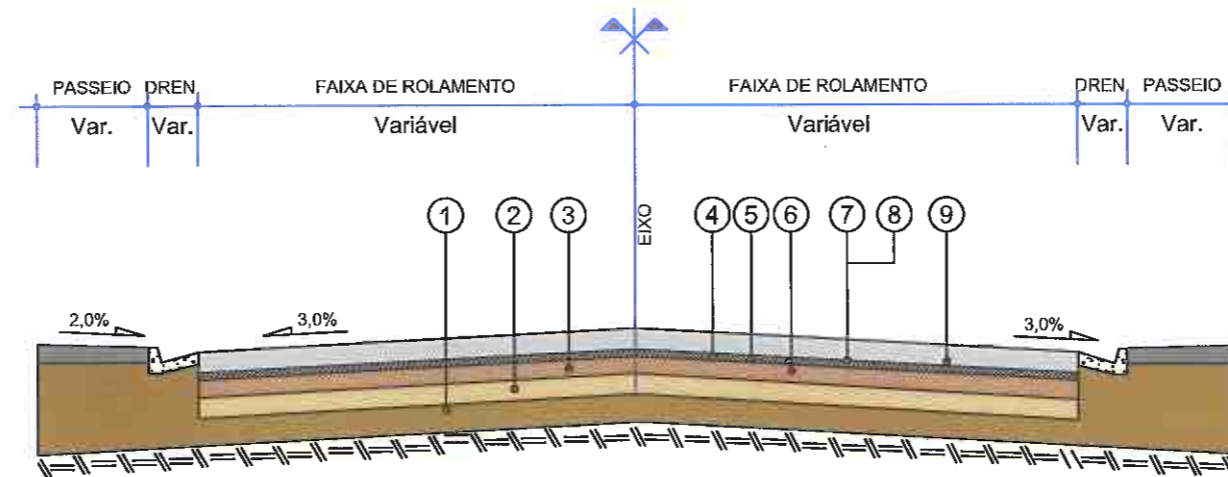 PASSEIO DREN FAIXA DE ROLAMENTO FAIXA DE ROLAMENTO DREN PASSEIO
Var. Var. Variável Variável Var. Var.
1 2 3 4 5 6 7 8 9
EIXO
2,0% 3,0% 3,0%